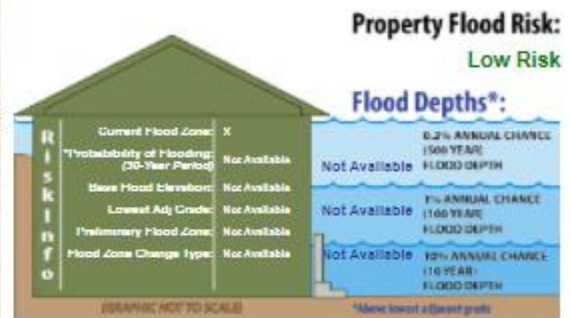 Property Flood Risk:
Low Risk
Flood Depths*:
Risk Info
Current Flood Zone: X
*Probability of Flooding: (30-Year Period) Not Available
Base Flood Elevation: Not Available
Lowest Adj Grade: Not Available
Preliminary Flood Zone: Not Available
Flood Zone Change Type: Not Available
Not Available
0.2% ANNUAL CHANCE
(500 YEAR)
FLOOD DEPTH
Not Available
1% ANNUAL CHANCE
(100 YEAR)
FLOOD DEPTH
Not Available
10% ANNUAL CHANCE
(10 YEAR)
FLOOD DEPTH
(GRAPHIC NOT TO SCALE)
*Above lowest adjacent grade